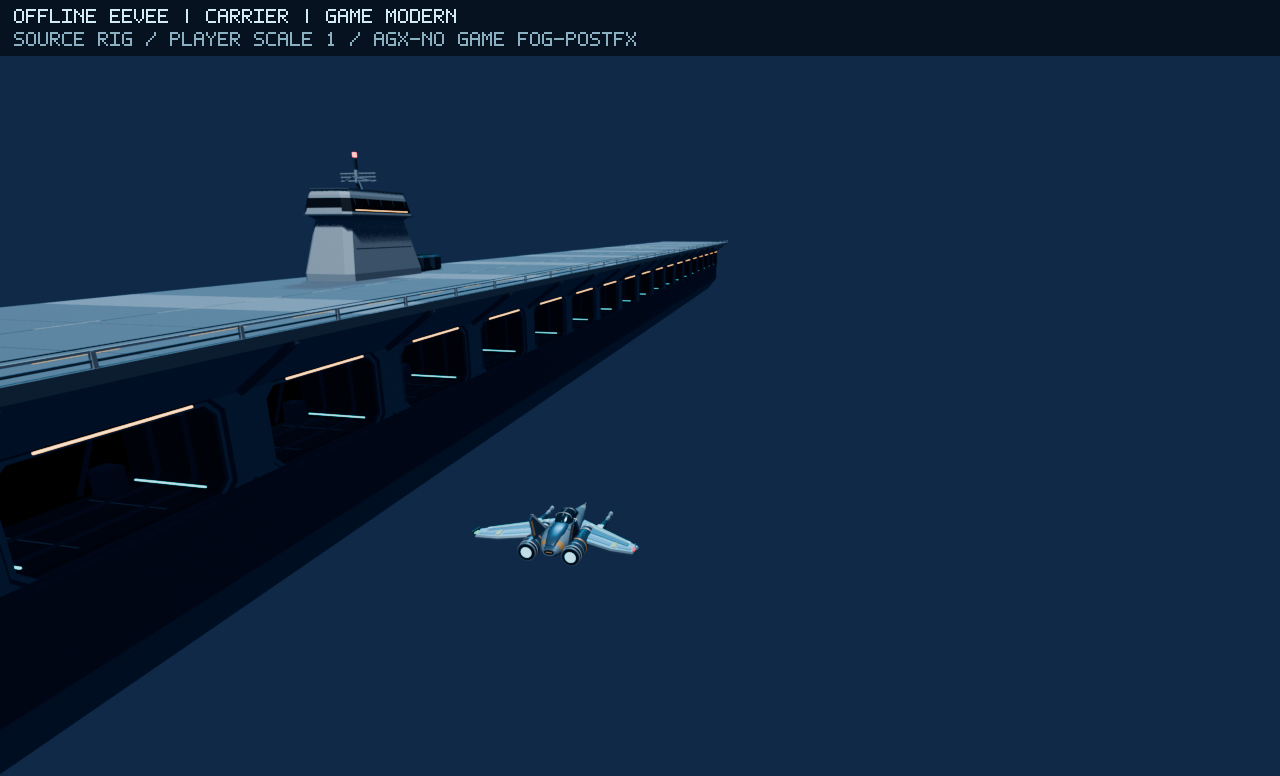 OFFLINE EEVEE | CARRIER | GAME MODERN
SOURCE RIG / PLAYER SCALE 1 / AGX-NO GAME FOG-POSTFX